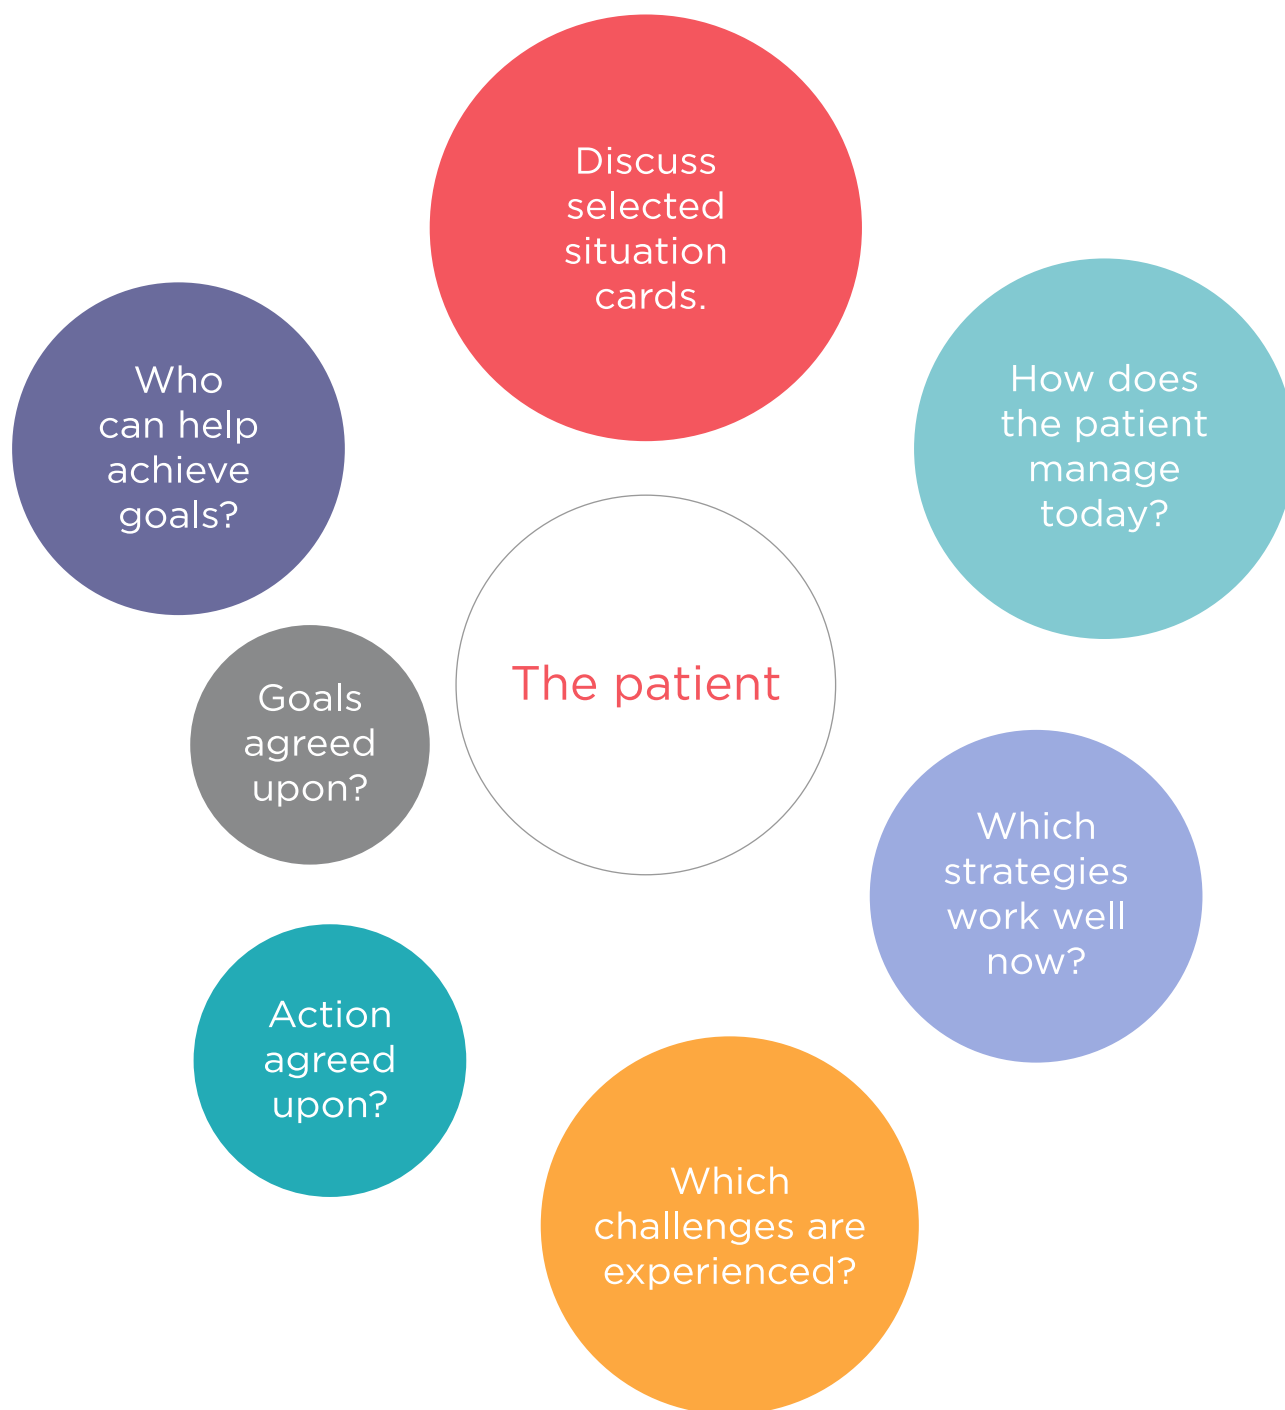 Discuss
selected
situation
cards.
How does
the patient
manage
today?
Which
strategies
work well
now?
Which
challenges are
experienced?
Action
agreed
upon?
Goals
agreed
upon?
Who
can help
achieve
goals?
The patient